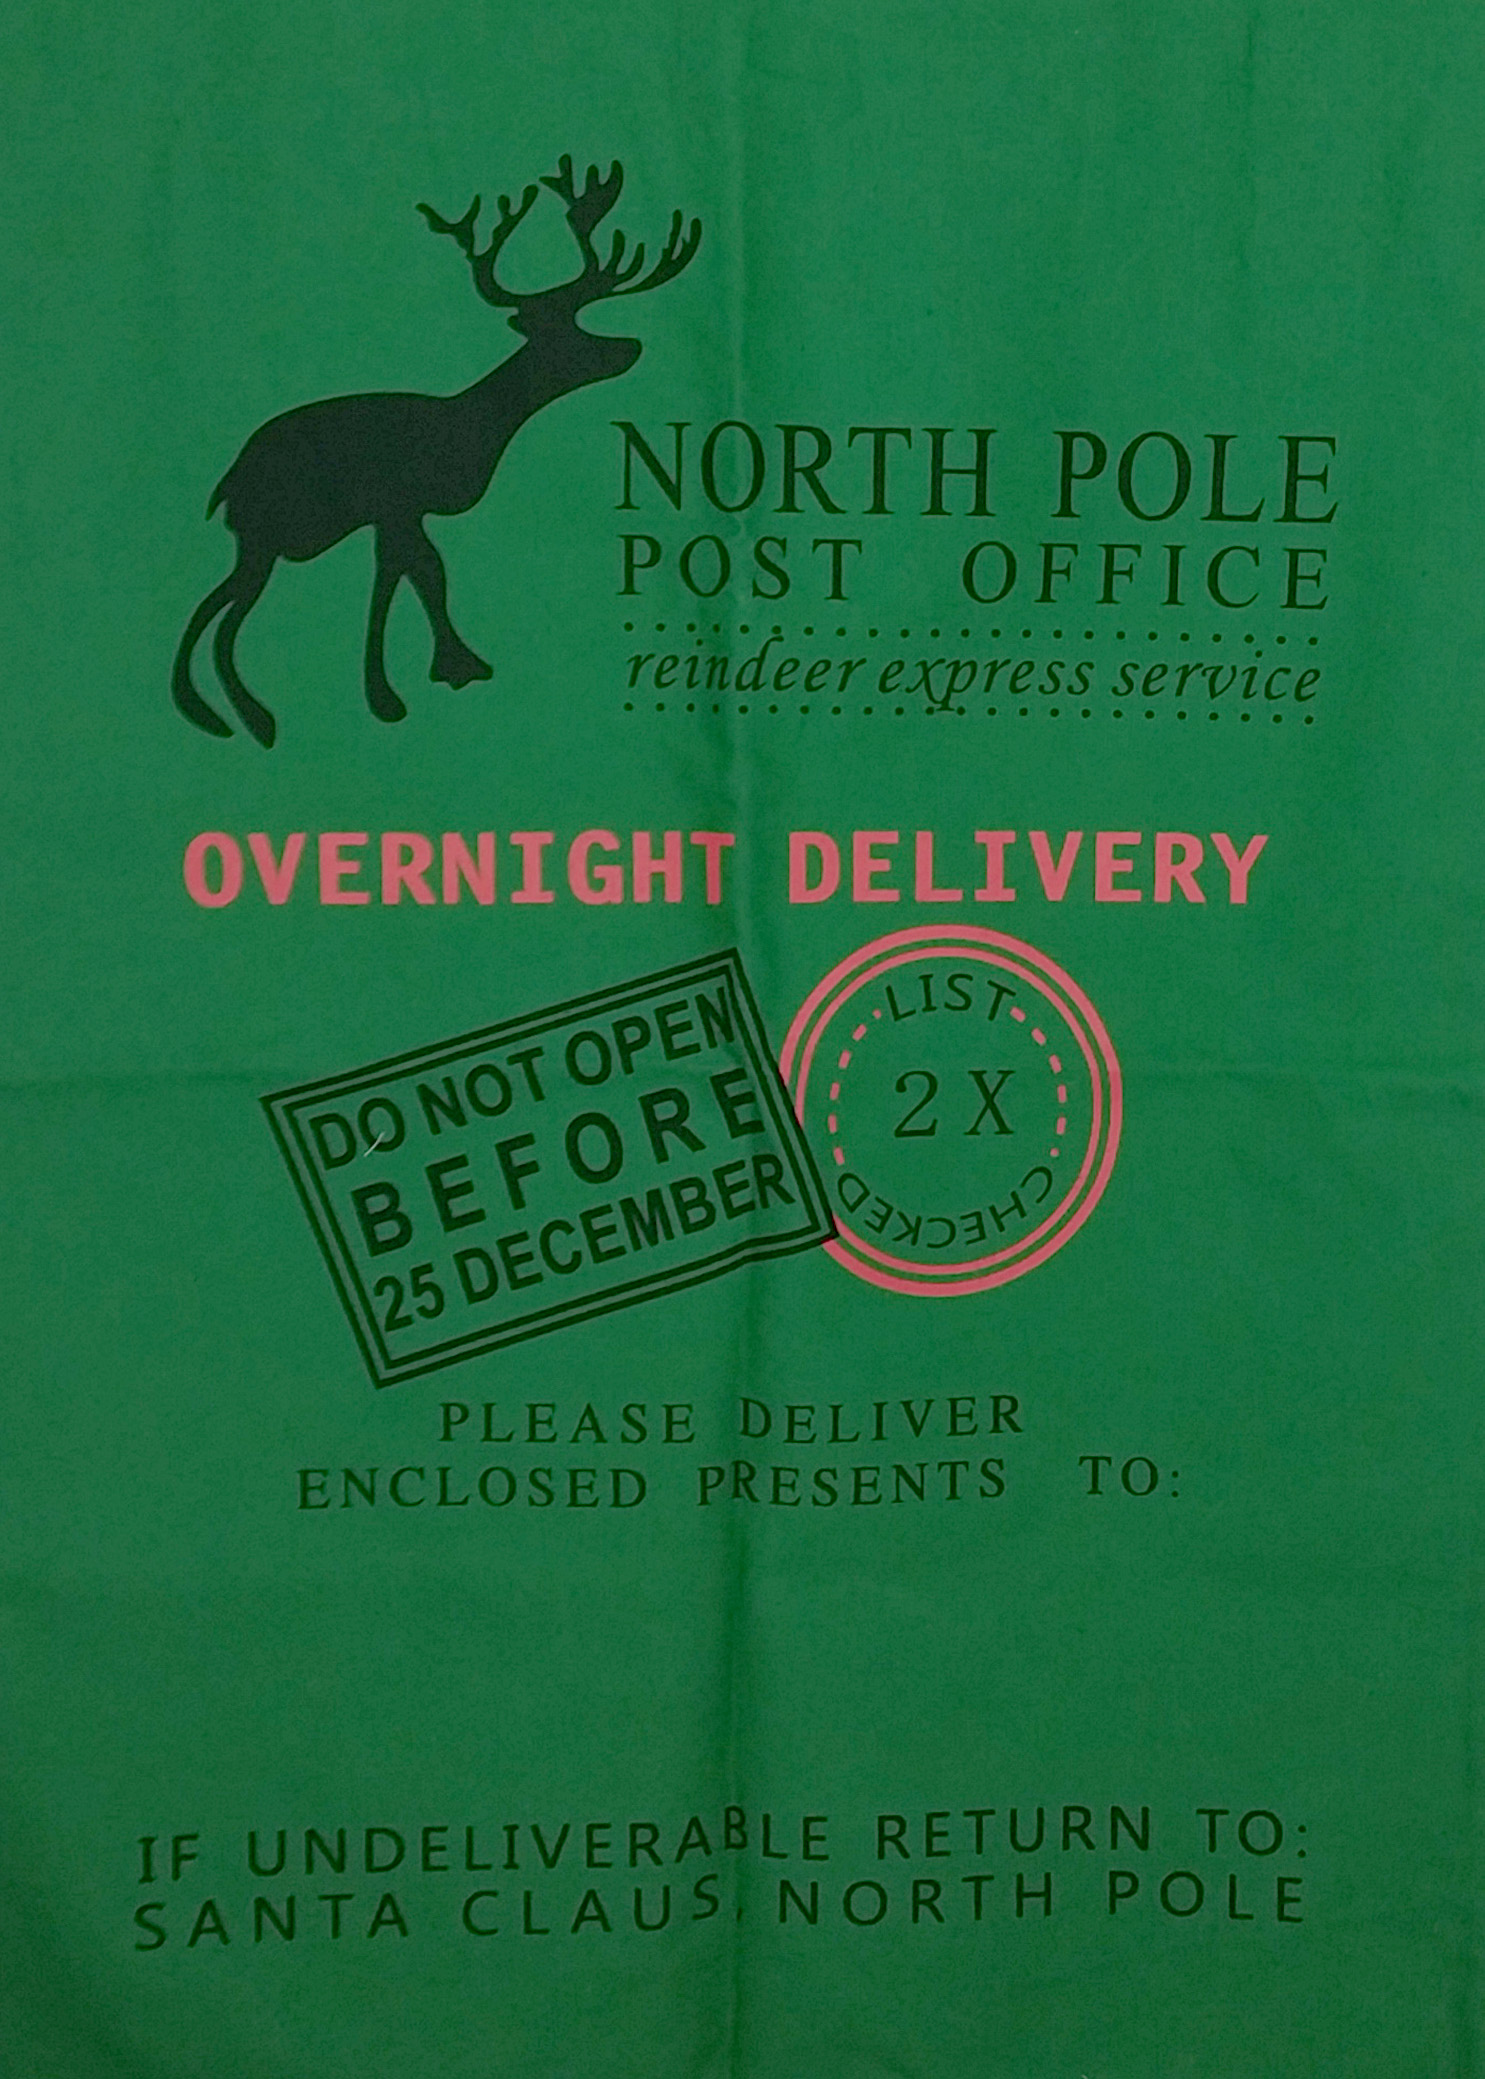 NORTH POLE
POST OFFICE
reindeer express service
OVERNIGHT DELIVERY
DO NOT OPEN
BEFORE
25 DECEMBER
LIST
2 X
CHECKED
PLEASE DELIVER
ENCLOSED PRESENTS TO:
IF UNDELIVERABLE RETURN TO:
SANTA CLAUS, NORTH POLE